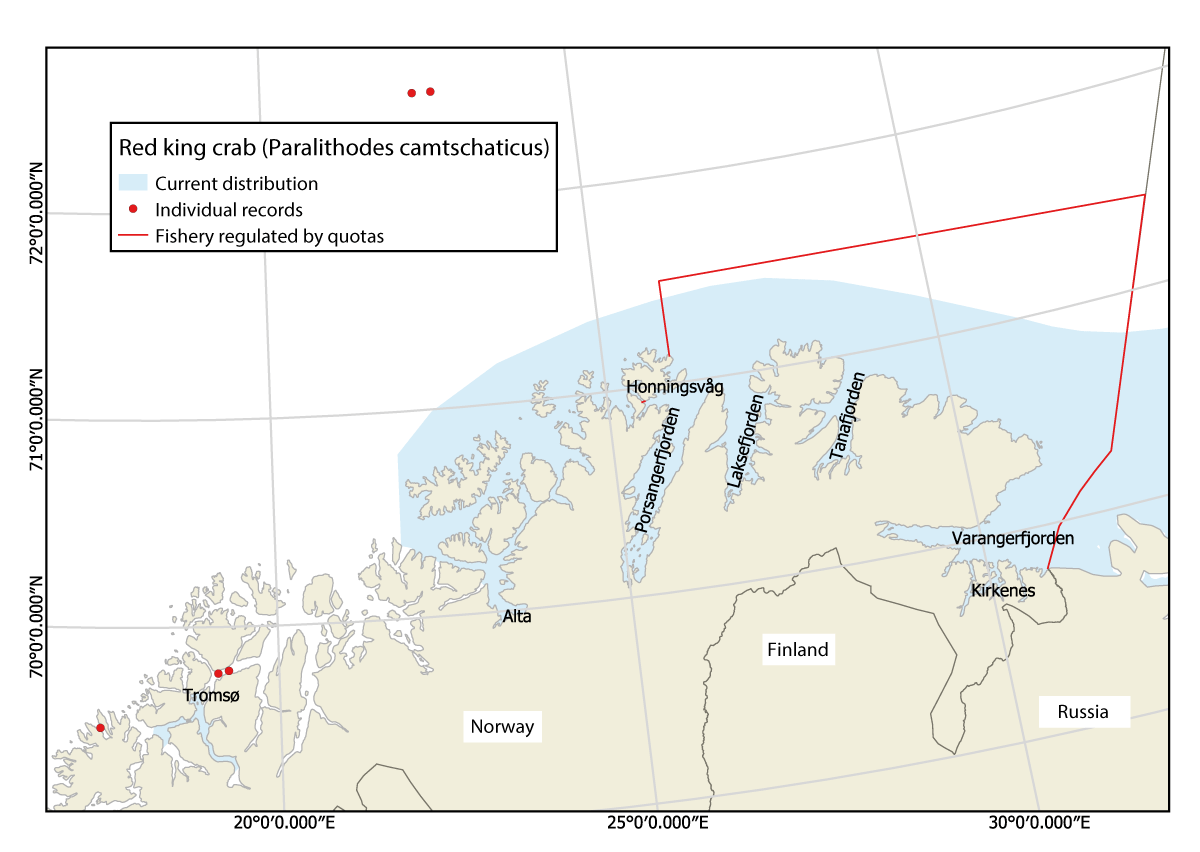 Red king crab (Paralithodes camtschaticus)
Current distribution
Individual records
Fishery regulated by quotas
72°0′0.000″N
71°0′0.000″N
70°0′0.000″N
Honningsvåg
Porsangerfjorden
Laksefjorden
Tanafjorden
Varangerfjorden
Kirkenes
Alta
Finland
Tromsø
Norway
Russia
20°0′0.000″E
25°0′0.000″E
30°0′0.000″E